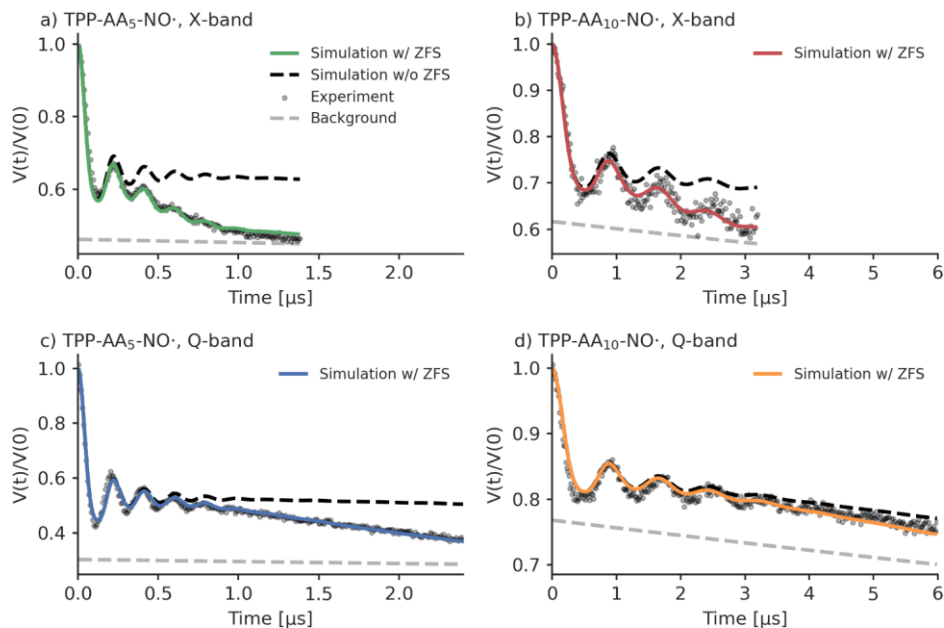 a) TPP-AA₅-NO·, X-band
V(t)/V(0)
1.0
0.8
0.6
Simulation w/ ZFS
Simulation w/o ZFS
Experiment
Background
0.0 0.5 1.0 1.5 2.0
Time [µs]
b) TPP-AA₁₀-NO·, X-band
V(t)/V(0)
1.0
0.9
0.8
0.7
0.6
Simulation w/ ZFS
0 1 2 3 4 5 6
Time [µs]
c) TPP-AA₅-NO·, Q-band
V(t)/V(0)
1.0
0.8
0.6
0.4
Simulation w/ ZFS
0.0 0.5 1.0 1.5 2.0
Time [µs]
d) TPP-AA₁₀-NO·, Q-band
V(t)/V(0)
1.0
0.9
0.8
0.7
Simulation w/ ZFS
0 1 2 3 4 5 6
Time [µs]